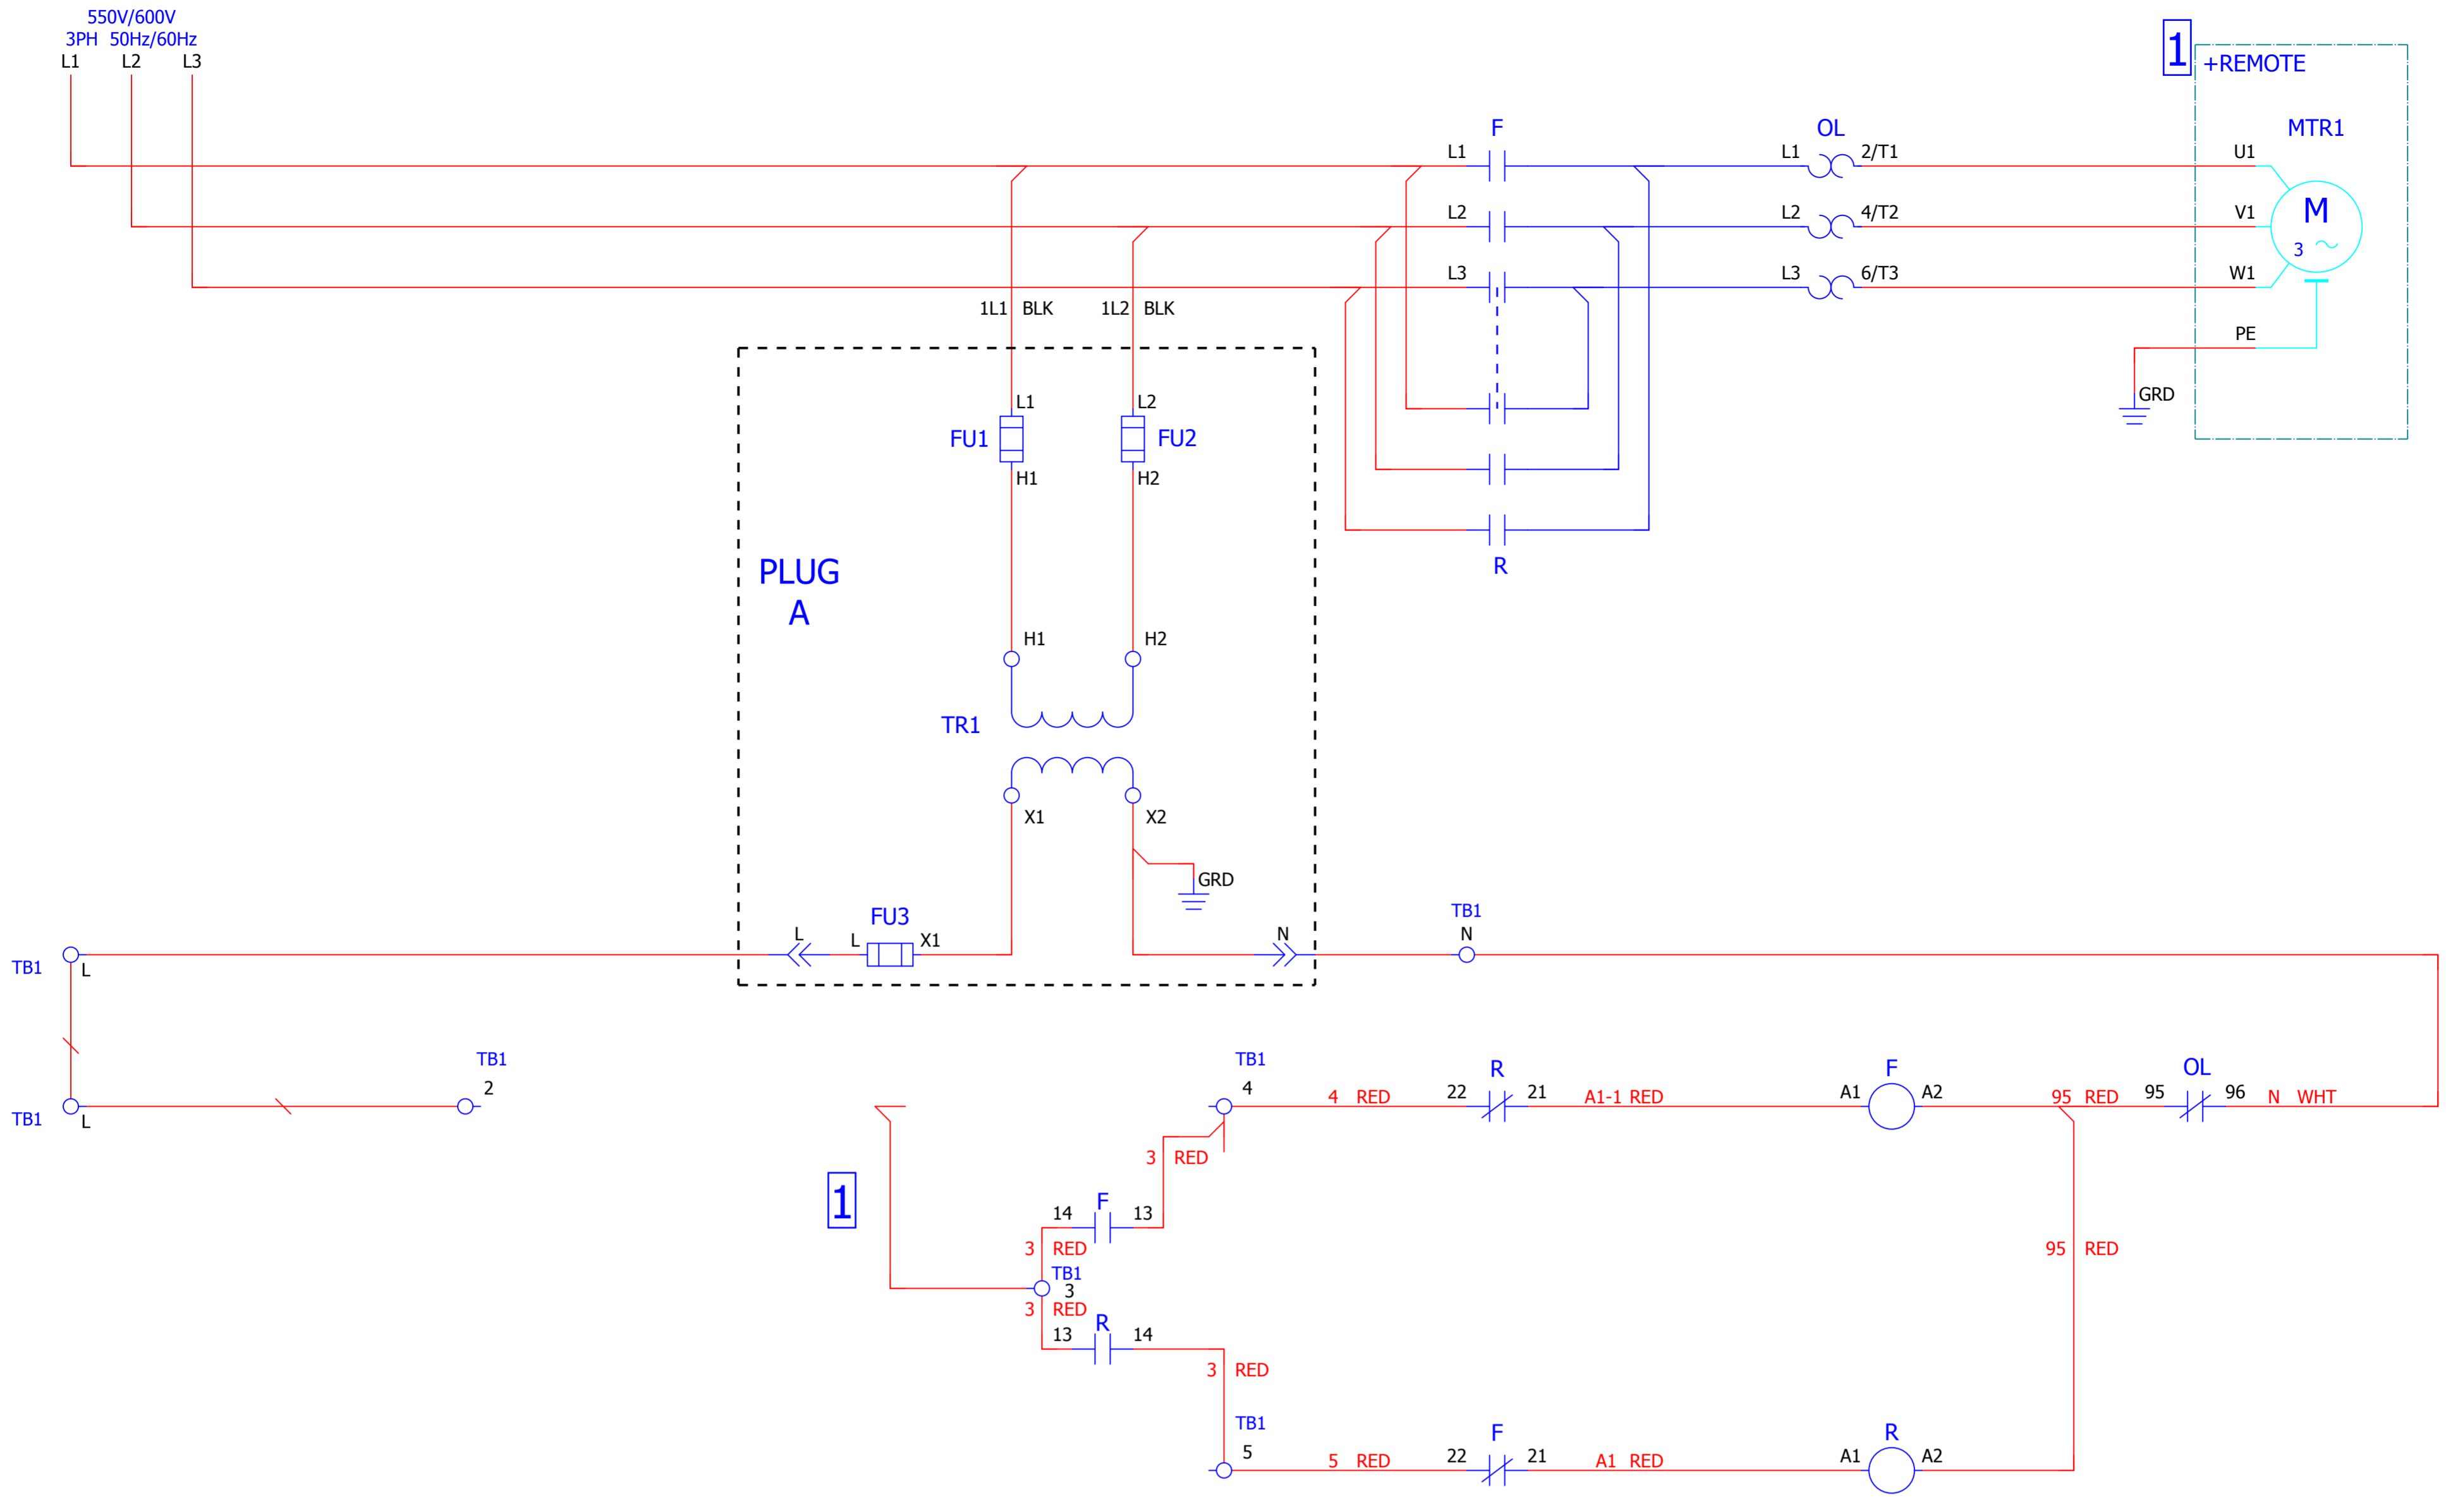 550V/600V
3PH 50Hz/60Hz
L1 L2 L3
1 +REMOTE
F OL MTR1
L1 L1 2/T1 U1
L2 L2 4/T2 V1
M
3
L3 L3 6/T3 W1
1L1 BLK 1L2 BLK
PE
GRD
L1 L2
FU1 FU2
H1 H2
PLUG
A
R
H1 H2
TR1
X1 X2
GRD
FU3 TB1
L L X1 N N
TB1 L
TB1 TB1 R F OL
2 4 4 RED 22 21 A1-1 RED A1 A2 95 RED 95 96 N WHT
TB1 L
3 RED
1
F
14 13
3 RED 95 RED
TB1
3
3 RED
R
13 14
3 RED
TB1 F R
5 5 RED 22 21 A1 RED A1 A2